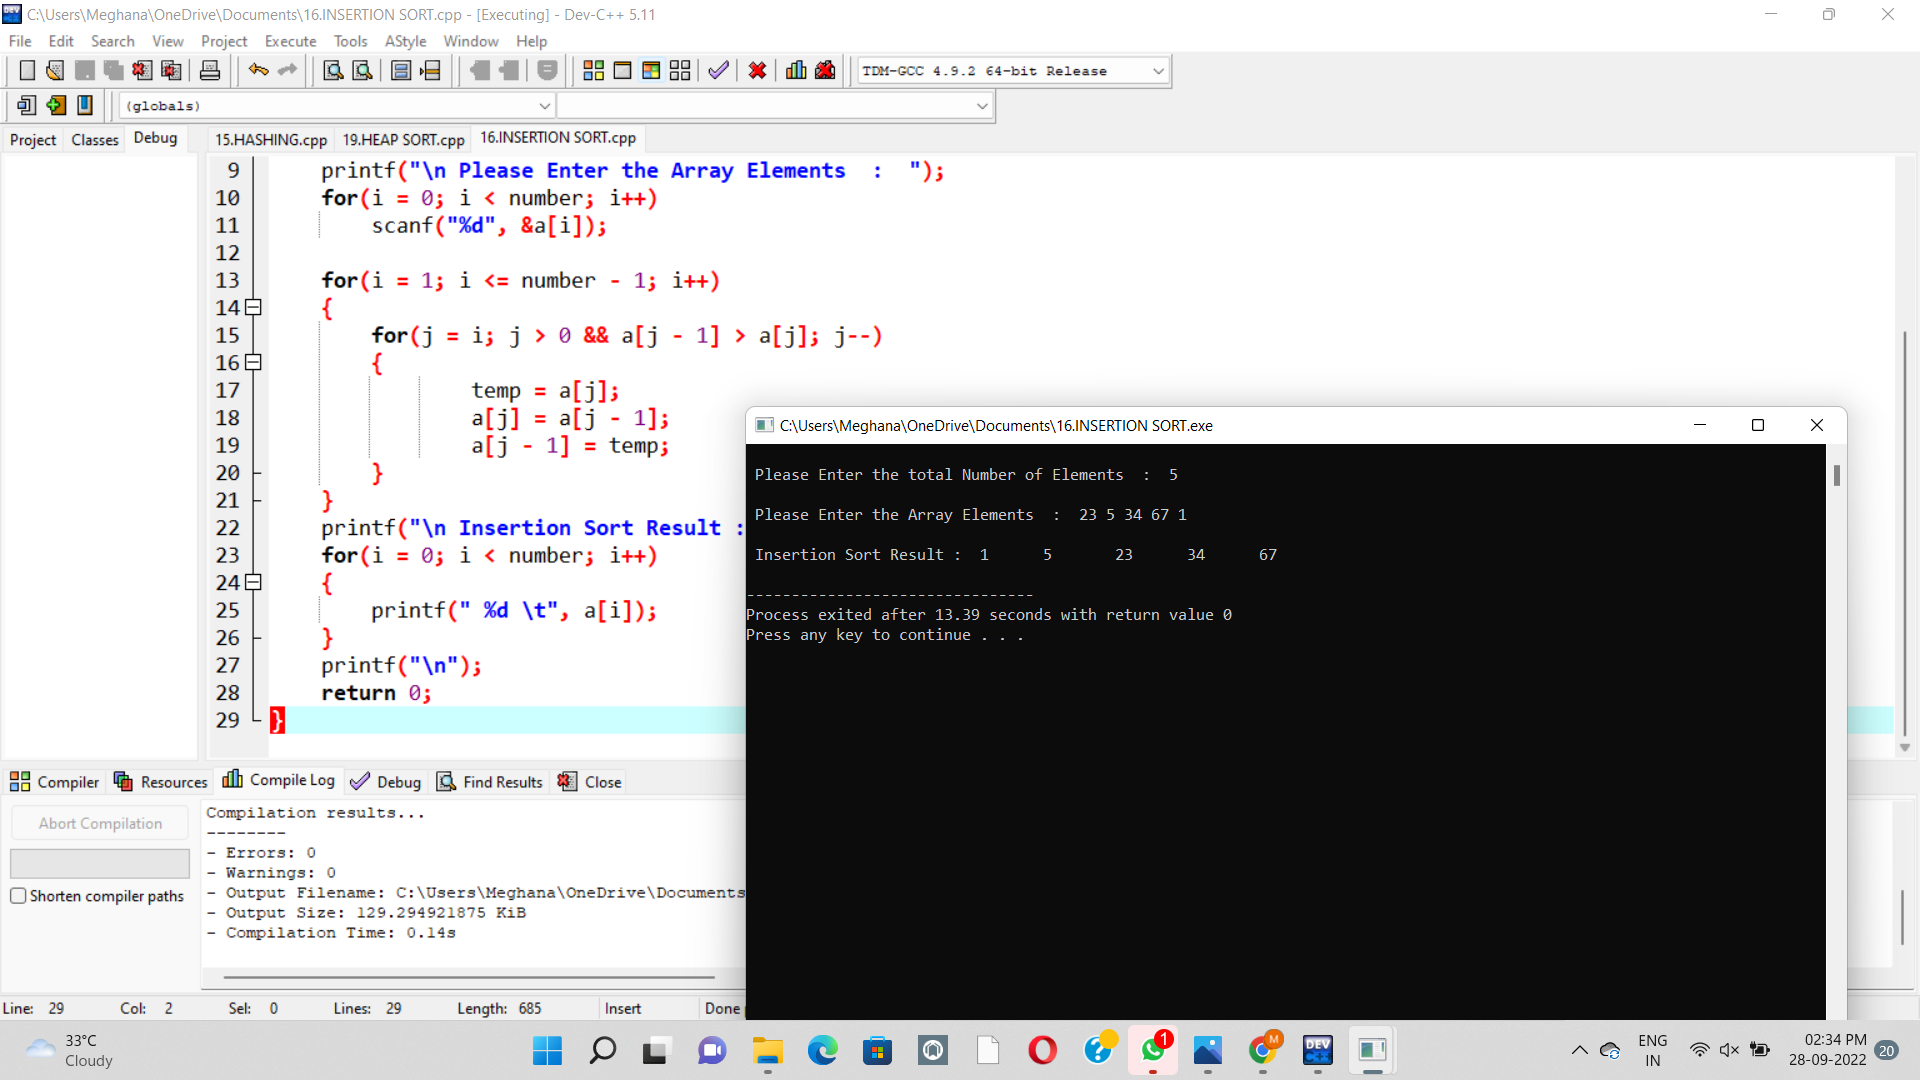 C:\Users\Meghana\OneDrive\Documents\16.INSERTION SORT.cpp - [Executing] - Dev-C++ 5.11
File Edit Search View Project Execute Tools AStyle Window Help
TDM-GCC 4.9.2 64-bit Release
(globals)
Project Classes Debug
15.HASHING.cpp 19.HEAP SORT.cpp 16.INSERTION SORT.cpp
9 printf("\n Please Enter the Array Elements  :  ");
10 for(i = 0; i < number; i++)
11 scanf("%d", &a[i]);
12
13 for(i = 1; i <= number - 1; i++)
14 {
15 for(j = i; j > 0 && a[j - 1] > a[j]; j--)
16 {
17 temp = a[j];
18 a[j] = a[j - 1];
19 a[j - 1] = temp;
20 }
21 }
22 printf("\n Insertion Sort Result :
23 for(i = 0; i < number; i++)
24 {
25 printf(" %d \t", a[i]);
26 }
27 printf("\n");
28 return 0;
29 }
C:\Users\Meghana\OneDrive\Documents\16.INSERTION SORT.exe
Please Enter the total Number of Elements  :  5
Please Enter the Array Elements  :  23 5 34 67 1
Insertion Sort Result :  1 5 23 34 67
--------------------------------
Process exited after 13.39 seconds with return value 0
Press any key to continue . . .
Compiler Resources Compile Log Debug Find Results Close
Abort Compilation
Shorten compiler paths
Compilation results...
--------
- Errors: 0
- Warnings: 0
- Output Filename: C:\Users\Meghana\OneDrive\Documents
- Output Size: 129.294921875 KiB
- Compilation Time: 0.14s
Line: 29 Col: 2 Sel: 0 Lines: 29 Length: 685 Insert Done
33°C
Cloudy
1
M
DEV
C++
ENG
IN
02:34 PM
28-09-2022
20